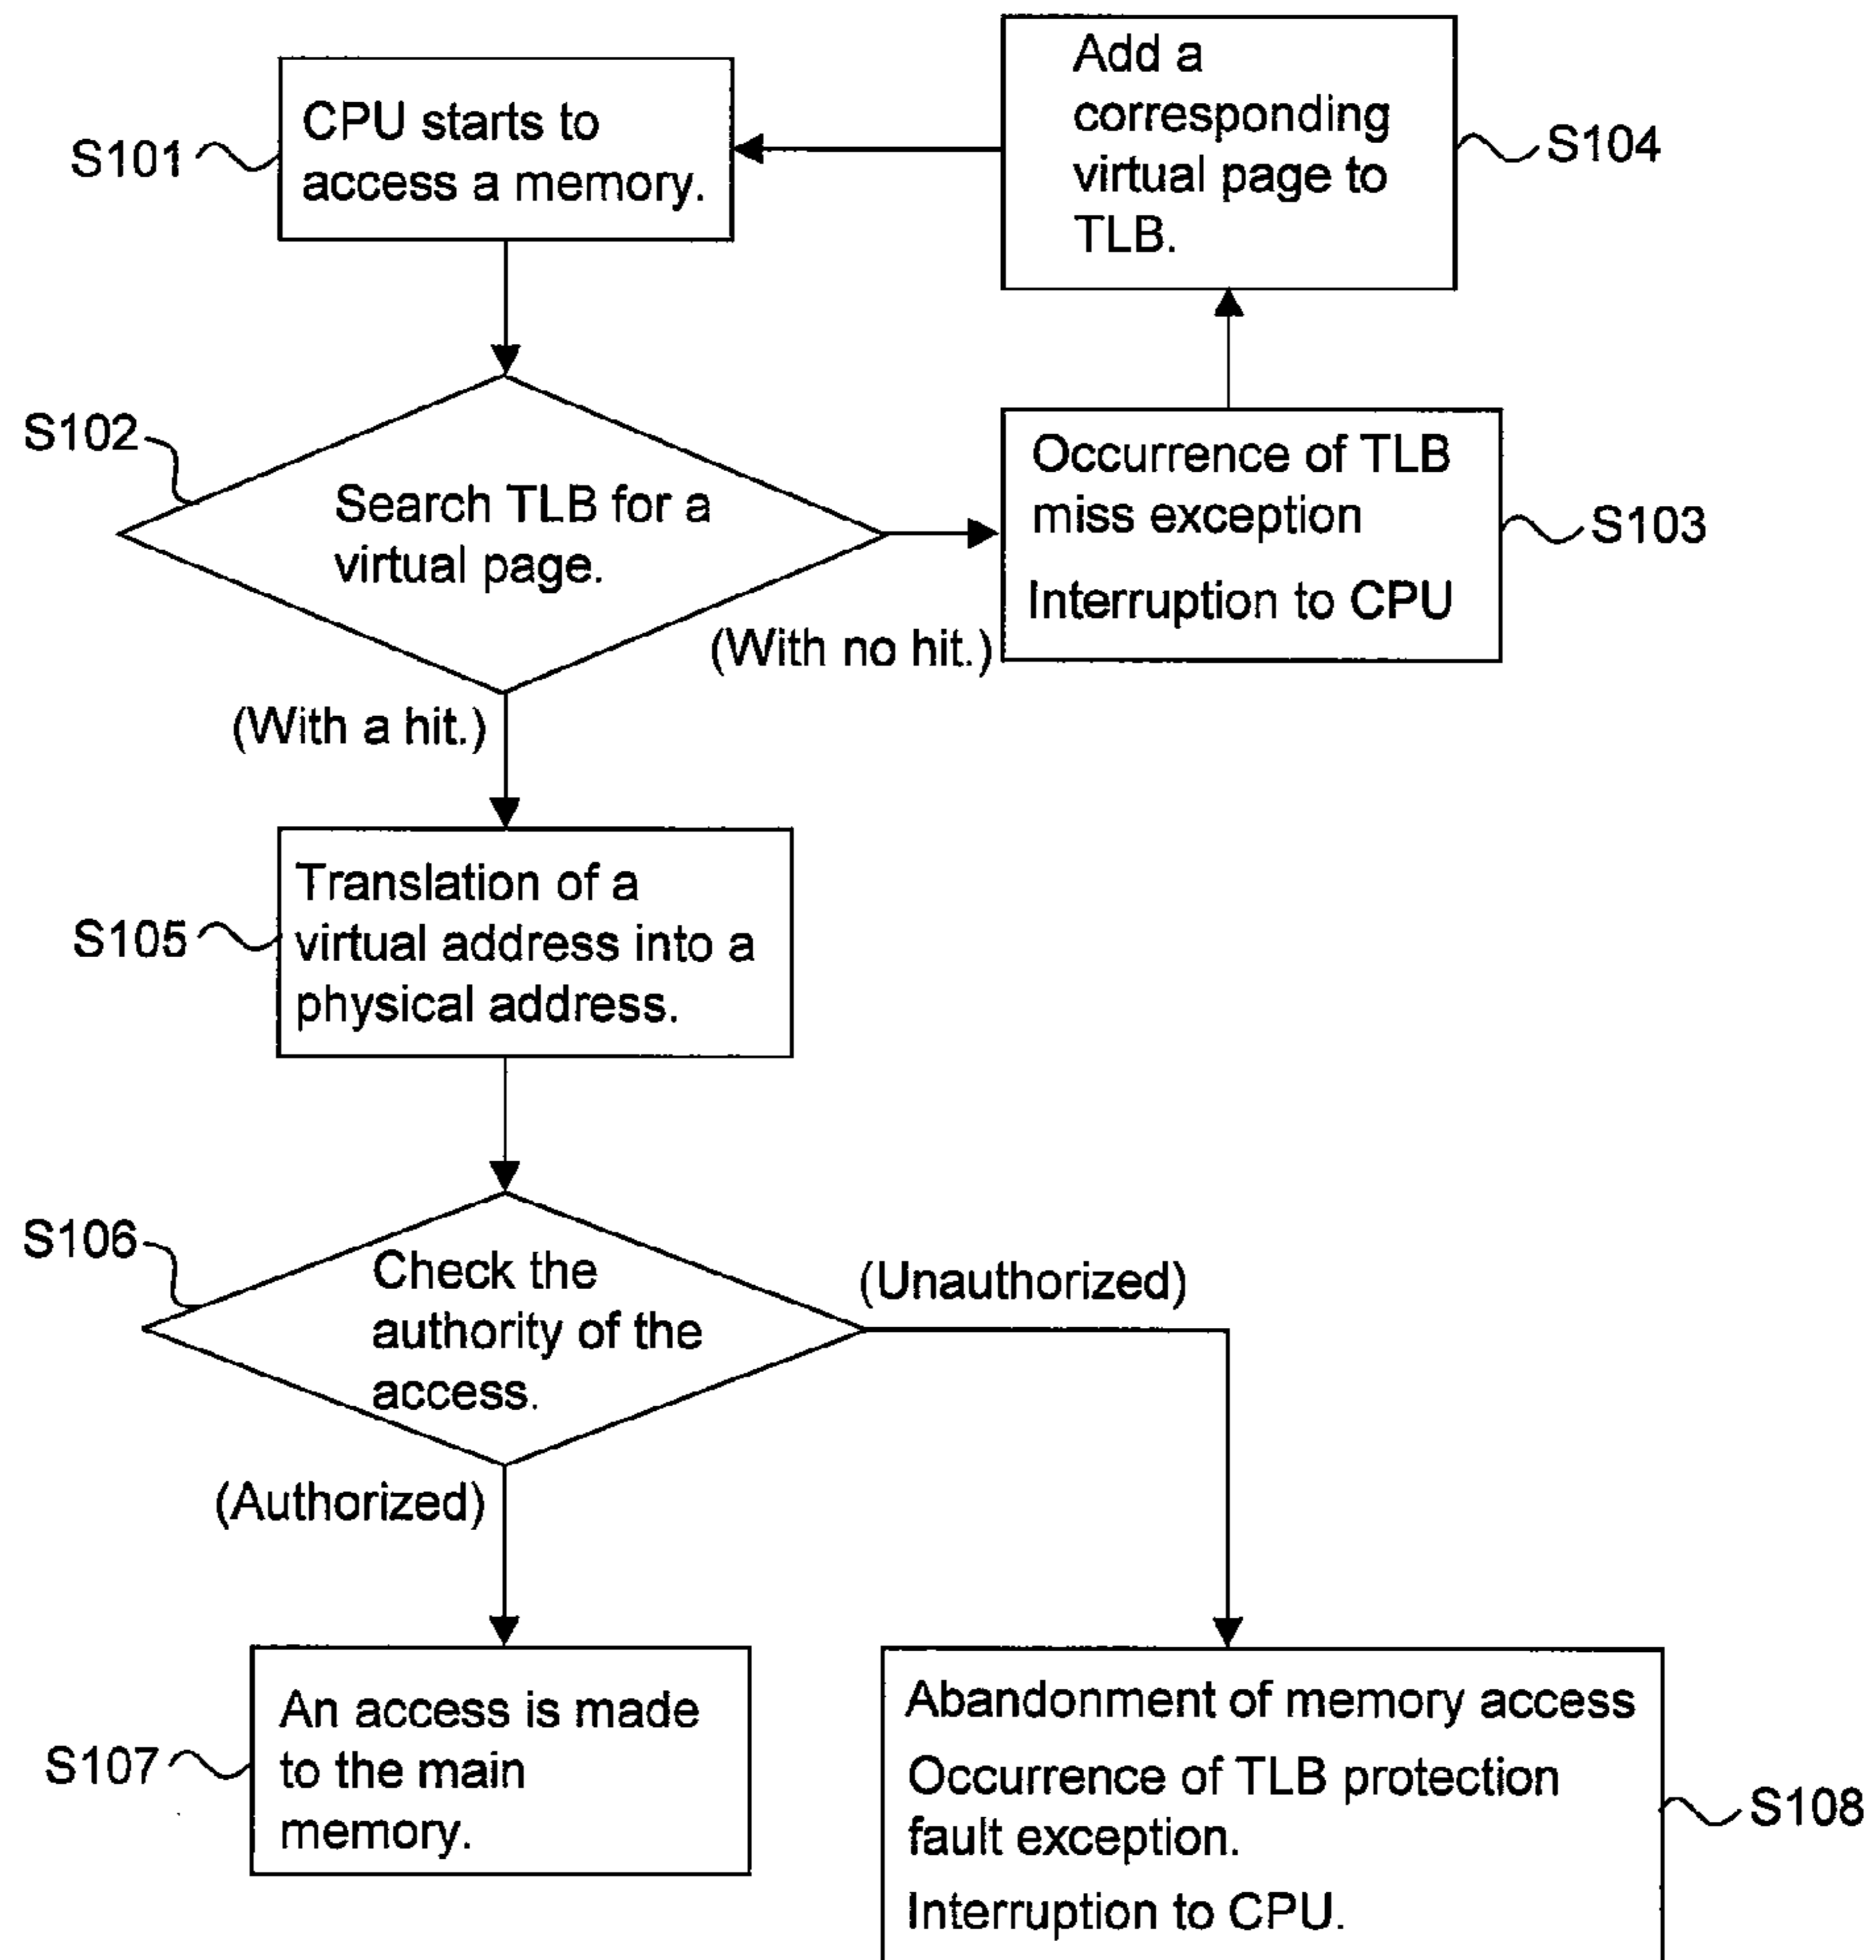 S101
CPU starts to
access a memory.
Add a
corresponding
virtual page to
TLB.
S104
S102
Search TLB for a
virtual page.
(With no hit.)
Occurrence of TLB
miss exception
Interruption to CPU
S103
(With a hit.)
S105
Translation of a
virtual address into a
physical address.
S106
Check the
authority of the
access.
(Unauthorized)
(Authorized)
S107
An access is made
to the main
memory.
Abandonment of memory access
Occurrence of TLB protection
fault exception.
Interruption to CPU.
S108